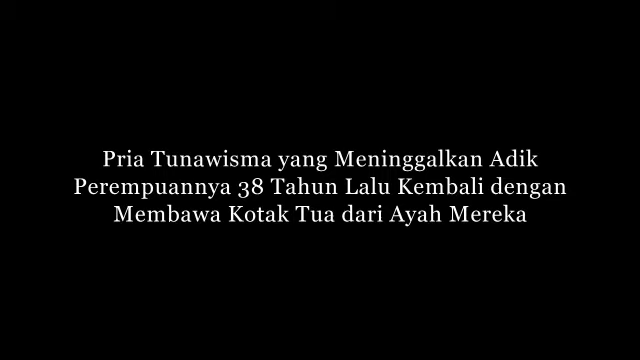 Pria Tunawisma yang Meninggalkan Adik
Perempuannya 38 Tahun Lalu Kembali dengan
Membawa Kotak Tua dari Ayah Mereka